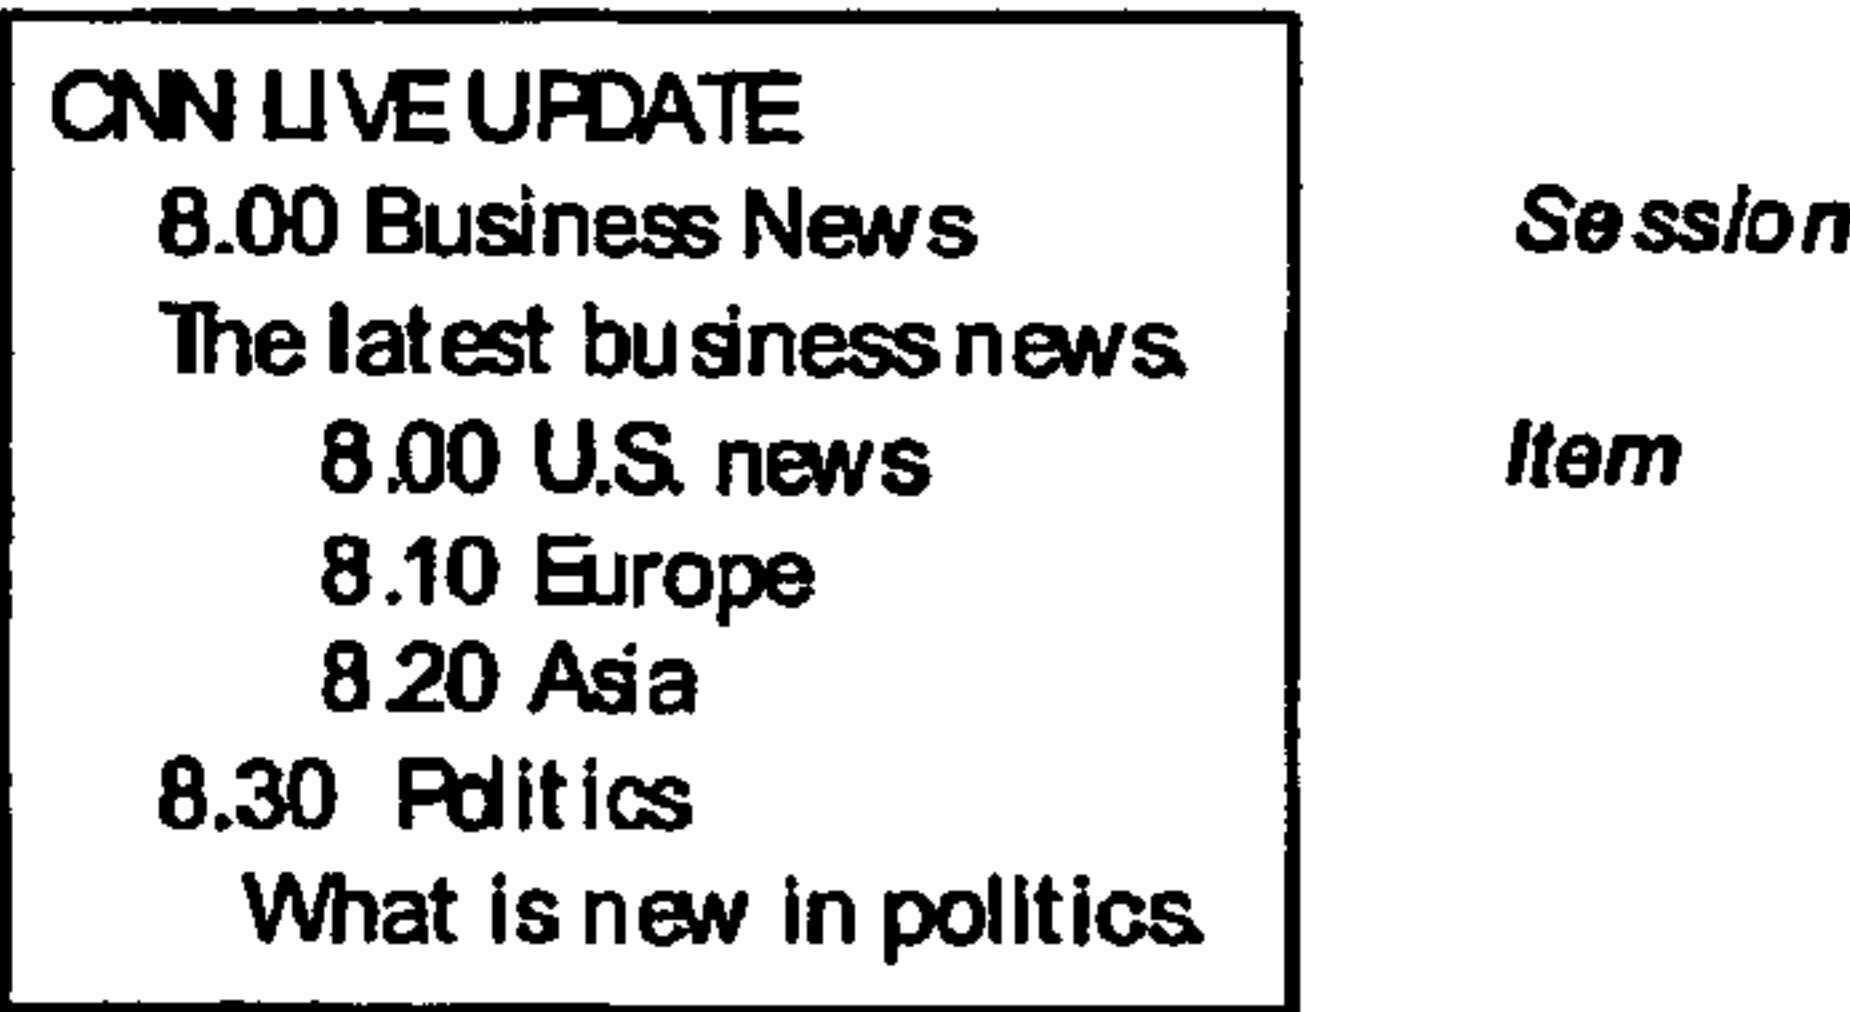 CNN LIVE UPDATE
8.00 Business News Session
The latest business news.
8.00 U.S. news Item
8.10 Europe
8.20 Asia
8.30 Politics
What is new in politics.